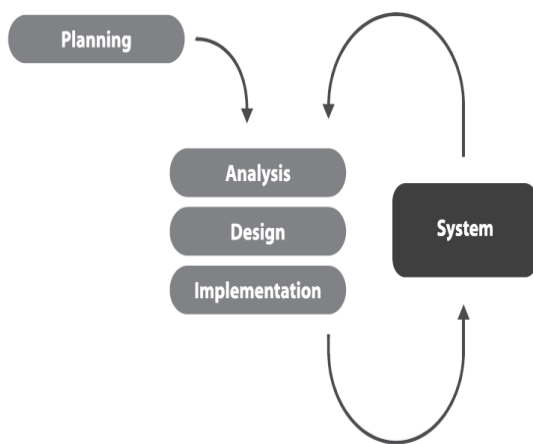 Planning
Analysis
Design
Implementation
System